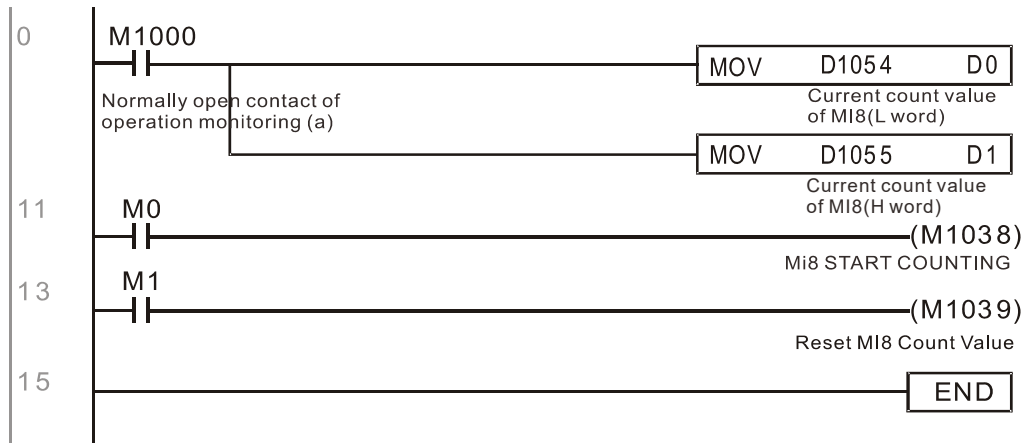 0
M1000
MOV D1054 D0
Normally open contact of
operation monitoring (a)
Current count value
of MI8(L word)
MOV D1055 D1
Current count value
of MI8(H word)
11
M0
(M1038)
Mi8 START COUNTING
13
M1
(M1039)
Reset MI8 Count Value
15
END